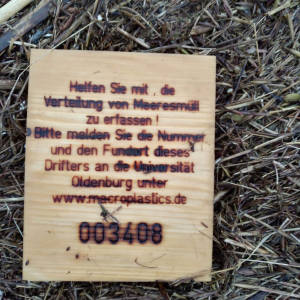 Helfen Sie mit , die
Verteilung von Meeresmüll
zu erfassen !
Bitte melden Sie die Nummer
und den Fundort dieses
Drifters an die Universität
Oldenburg unter
www.macroplastics.de
003408